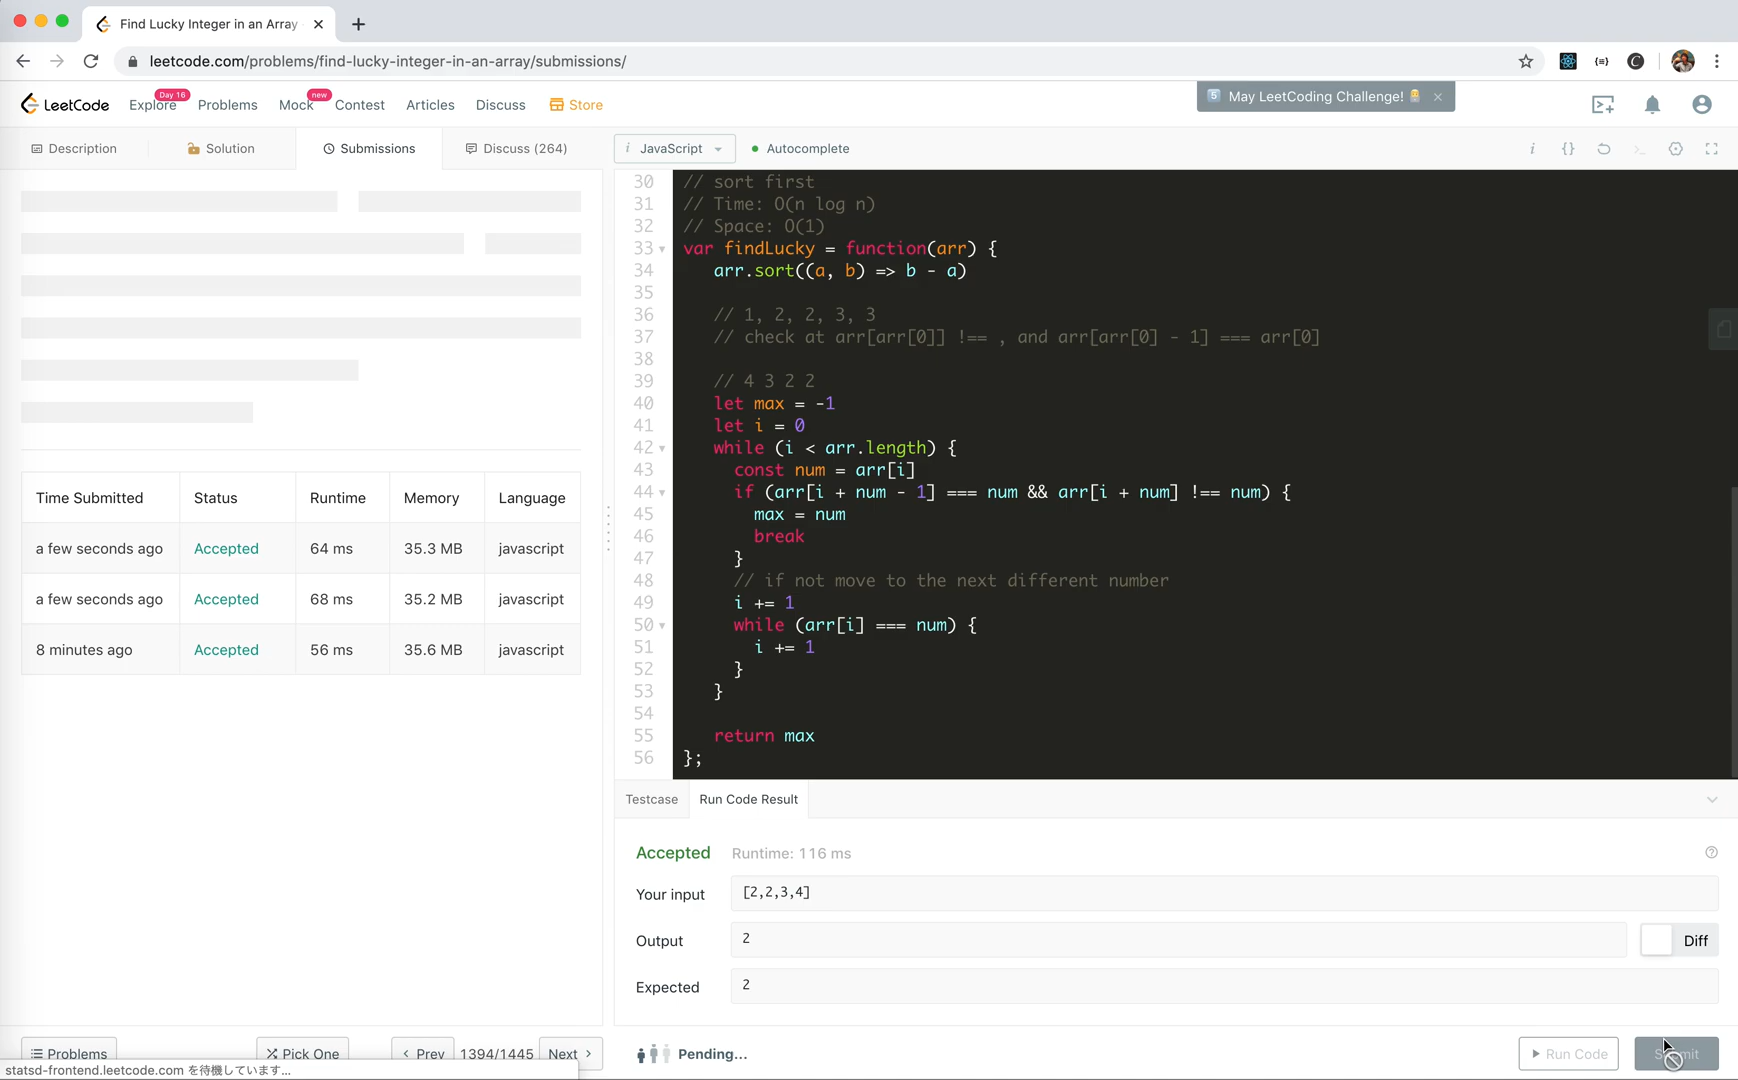 Find Lucky Integer in an Array
leetcode.com/problems/find-lucky-integer-in-an-array/submissions/
LeetCode
Explore
Day 16
Problems
Mock
new
Contest
Articles
Discuss
Store
May LeetCoding Challenge!
Description
Solution
Submissions
Discuss (264)
i JavaScript
Autocomplete
30 // sort first
31 // Time: O(n log n)
32 // Space: O(1)
33 var findLucky = function(arr) {
34 arr.sort((a, b) => b - a)
35
36 // 1, 2, 2, 3, 3
37 // check at arr[arr[0]] !== , and arr[arr[0] - 1] === arr[0]
38
39 // 4 3 2 2
40 let max = -1
41 let i = 0
42 while (i < arr.length) {
43 const num = arr[i]
44 if (arr[i + num - 1] === num && arr[i + num] !== num) {
45 max = num
46 break
47 }
48 // if not move to the next different number
49 i += 1
50 while (arr[i] === num) {
51 i += 1
52 }
53 }
54
55 return max
56 };
Time Submitted Status Runtime Memory Language
a few seconds ago Accepted 64 ms 35.3 MB javascript
a few seconds ago Accepted 68 ms 35.2 MB javascript
8 minutes ago Accepted 56 ms 35.6 MB javascript
Testcase
Run Code Result
Accepted Runtime: 116 ms
Your input [2,2,3,4]
Output 2
Diff
Expected 2
Problems
Pick One
Prev
1394/1445
Next
Pending...
Run Code
statsd-frontend.leetcode.com を待機しています...